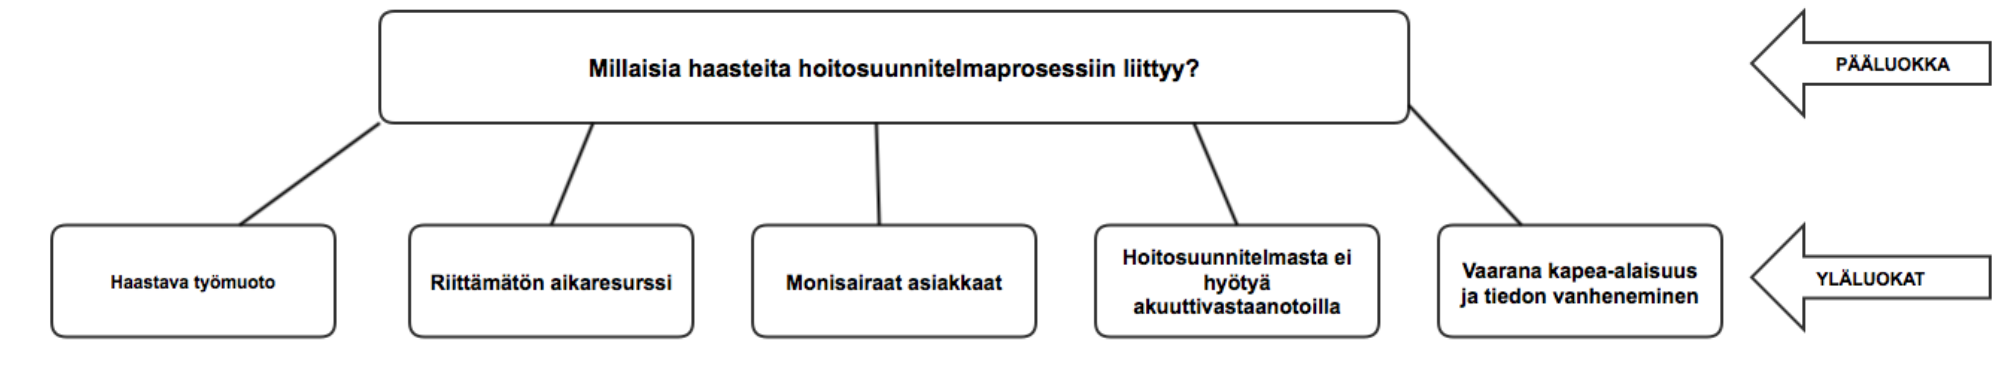 Millaisia haasteita hoitosuunnitelmaprosessiin liittyy?
PÄÄLUOKKA
Haastava työmuoto
Riittämätön aikaresurssi
Monisairaat asiakkaat
Hoitosuunnitelmasta ei
hyötyä
akuuttivastaanotoilla
Vaarana kapea-alaisuus
ja tiedon vanheneminen
YLÄLUOKAT